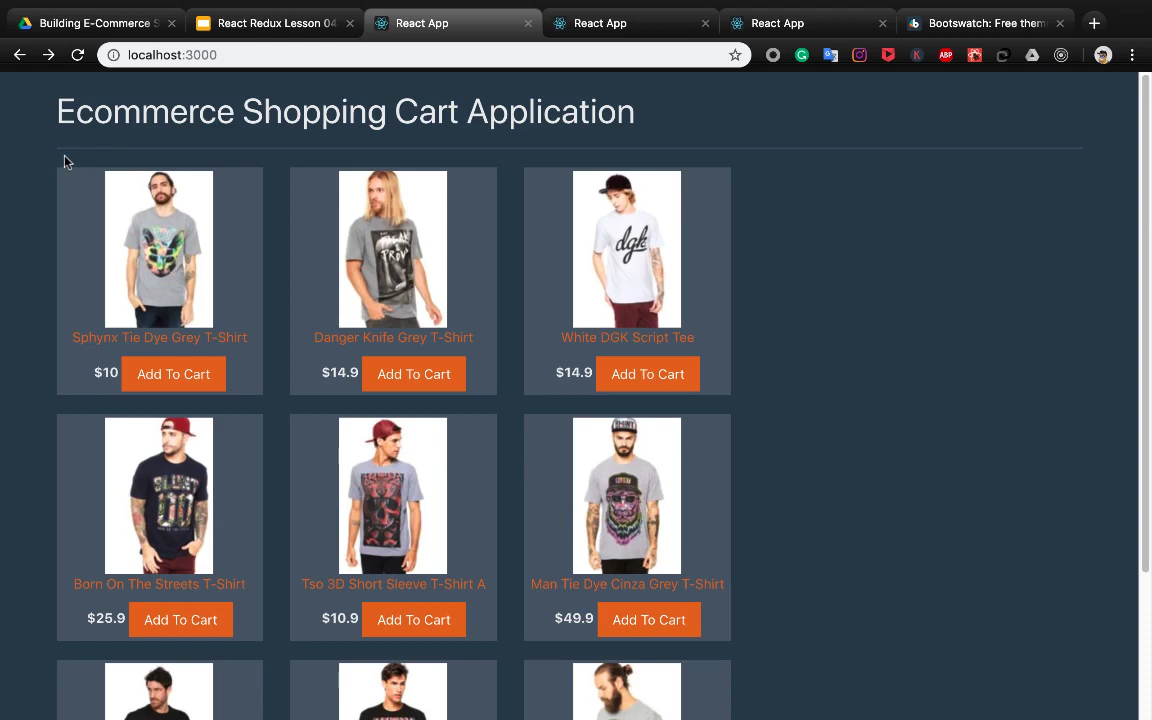 Building E-Commerce S
React Redux Lesson 04
React App
React App
React App
Bootswatch: Free them
localhost:3000
ABP
Ecommerce Shopping Cart Application
dgk
Sphynx Tie Dye Grey T-Shirt
Danger Knife Grey T-Shirt
White DGK Script Tee
$10 Add To Cart
$14.9 Add To Cart
$14.9 Add To Cart
Born On The Streets T-Shirt
Tso 3D Short Sleeve T-Shirt A
Man Tie Dye Cinza Grey T-Shirt
$25.9 Add To Cart
$10.9 Add To Cart
$49.9 Add To Cart